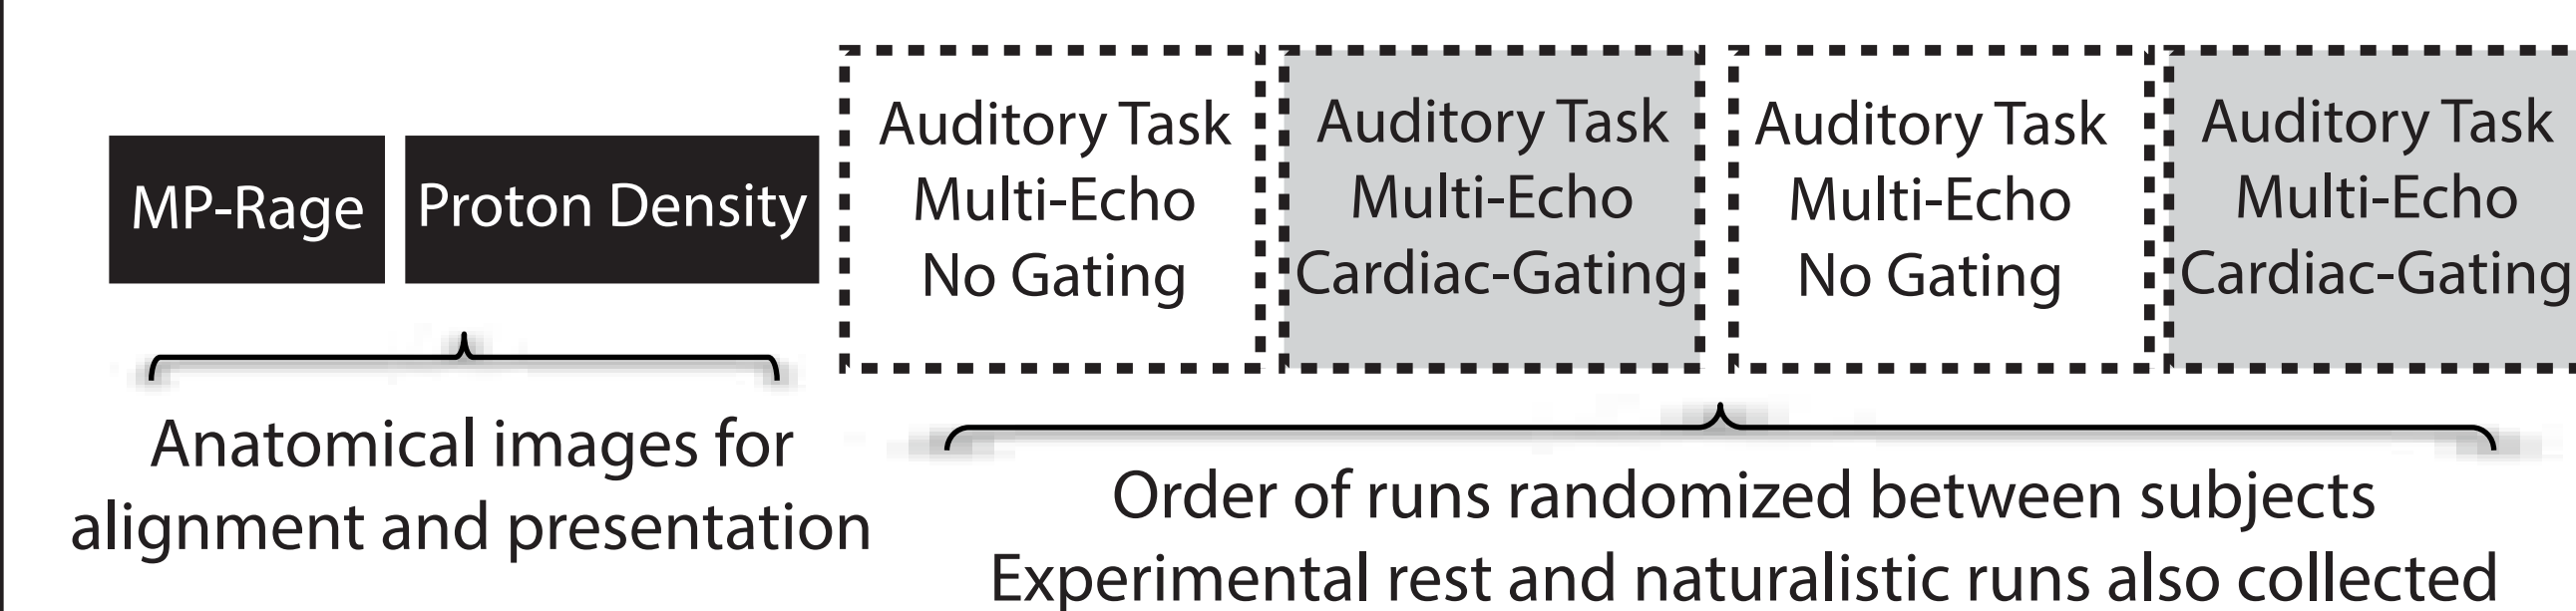 MP-Rage
Proton Density
Auditory Task
Multi-Echo
No Gating
Auditory Task
Multi-Echo
Cardiac-Gating
Auditory Task
Multi-Echo
No Gating
Auditory Task
Multi-Echo
Cardiac-Gating
Anatomical images for
alignment and presentation
Order of runs randomized between subjects
Experimental rest and naturalistic runs also collected